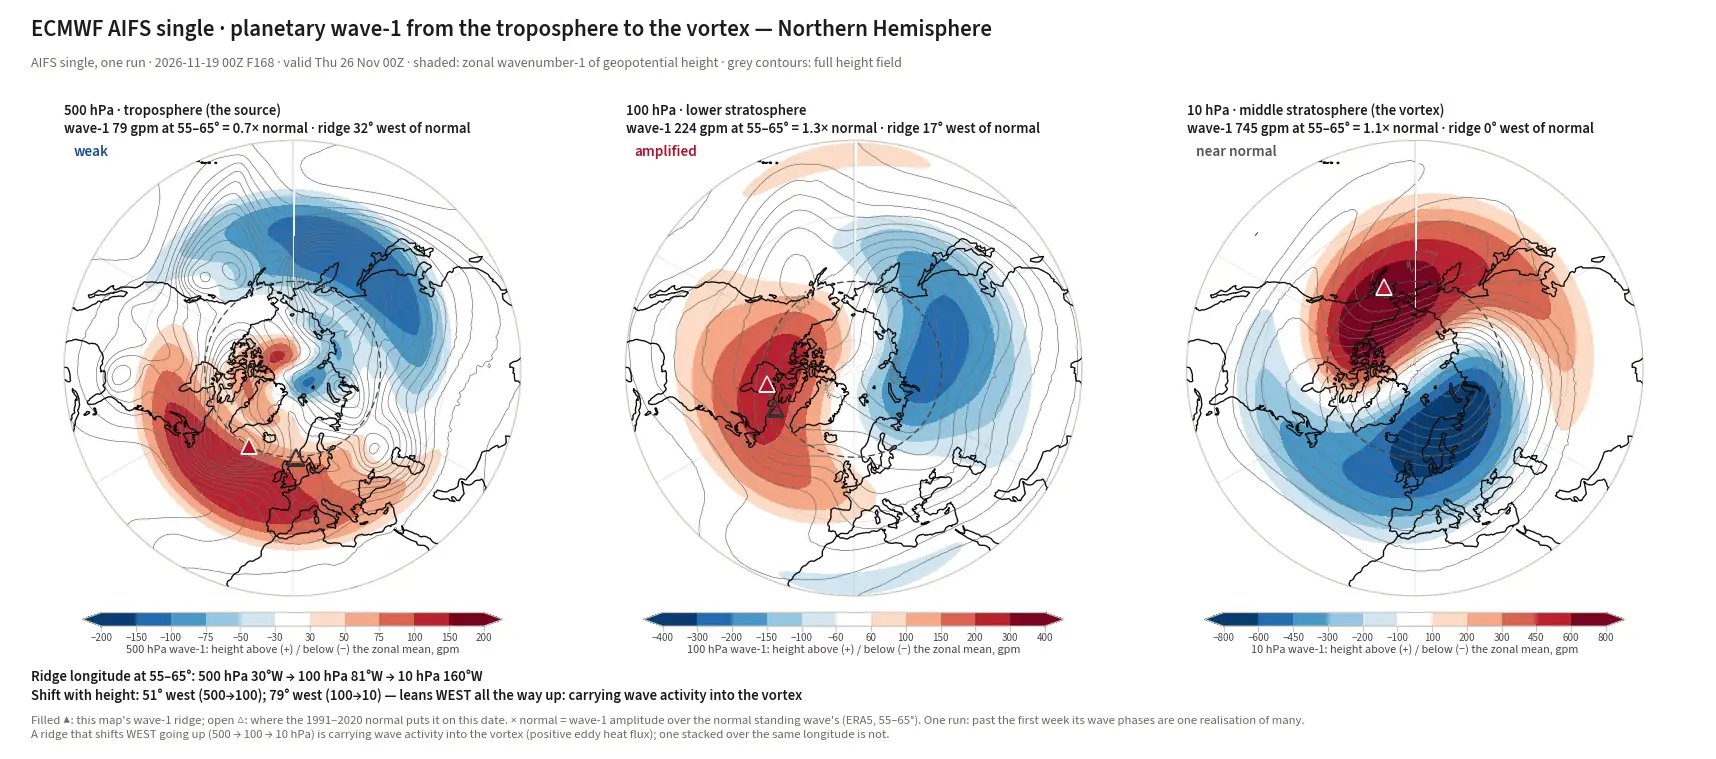 ECMWF AIFS single · planetary wave-1 from the troposphere to the vortex — Northern Hemisphere
AIFS single, one run · 2026-11-19 00Z F168 · valid Thu 26 Nov 00Z · shaded: zonal wavenumber-1 of geopotential height · grey contours: full height field
500 hPa · troposphere (the source)
wave-1 79 gpm at 55–65° = 0.7× normal · ridge 32° west of normal
weak
100 hPa · lower stratosphere
wave-1 224 gpm at 55–65° = 1.3× normal · ridge 17° west of normal
amplified
10 hPa · middle stratosphere (the vortex)
wave-1 745 gpm at 55–65° = 1.1× normal · ridge 0° west of normal
near normal
−200 −150 −100 −75 −50 −30 30 50 75 100 150 200
500 hPa wave-1: height above (+) / below (−) the zonal mean, gpm
−400 −300 −200 −150 −100 −60 60 100 150 200 300 400
100 hPa wave-1: height above (+) / below (−) the zonal mean, gpm
−800 −600 −450 −300 −200 −100 100 200 300 450 600 800
10 hPa wave-1: height above (+) / below (−) the zonal mean, gpm
Ridge longitude at 55–65°: 500 hPa 30°W → 100 hPa 81°W → 10 hPa 160°W
Shift with height: 51° west (500→100); 79° west (100→10) — leans WEST all the way up: carrying wave activity into the vortex
Filled ▲: this map's wave-1 ridge; open △: where the 1991–2020 normal puts it on this date. × normal = wave-1 amplitude over the normal standing wave's (ERA5, 55–65°). One run: past the first week its wave phases are one realisation of many.
A ridge that shifts WEST going up (500 → 100 → 10 hPa) is carrying wave activity into the vortex (positive eddy heat flux); one stacked over the same longitude is not.